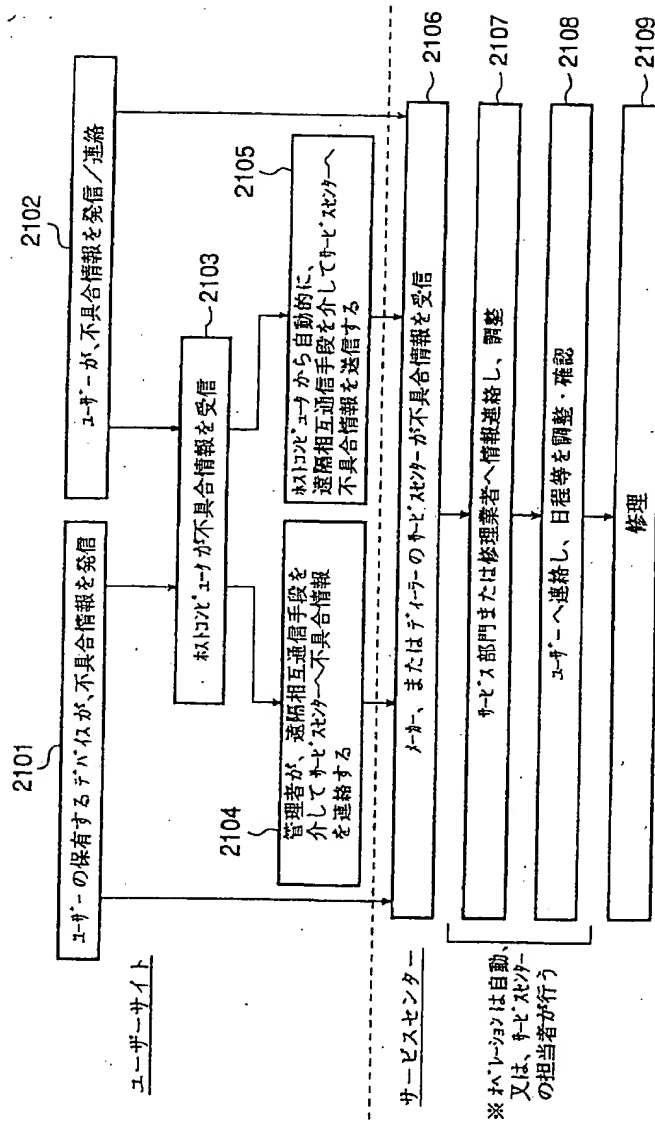 ユーザーサイト
2101
ユーザーの保有するデバイスが、不具合情報を発信
2102
ユーザーが、不具合情報を発信/連絡
2103
ホストコンピュータが不具合情報を受信
2104
管理者が、遠隔相互通信手段を
介してサービスセンターへ不具合情報
を連絡する
2105
ホストコンピュータから自動的に、
遠隔相互通信手段を介してサービスセンターへ
不具合情報を送信する
サービスセンター
メーカー、またはディーラーのサービスセンターが不具合情報を受信
2106
サービス部門または修理業者へ情報連絡し、調整
2107
ユーザーへ連絡し、日程等を調整・確認
2108
修理
2109
※オペレーションは自動、
又は、サービスセンター
の担当者が行う